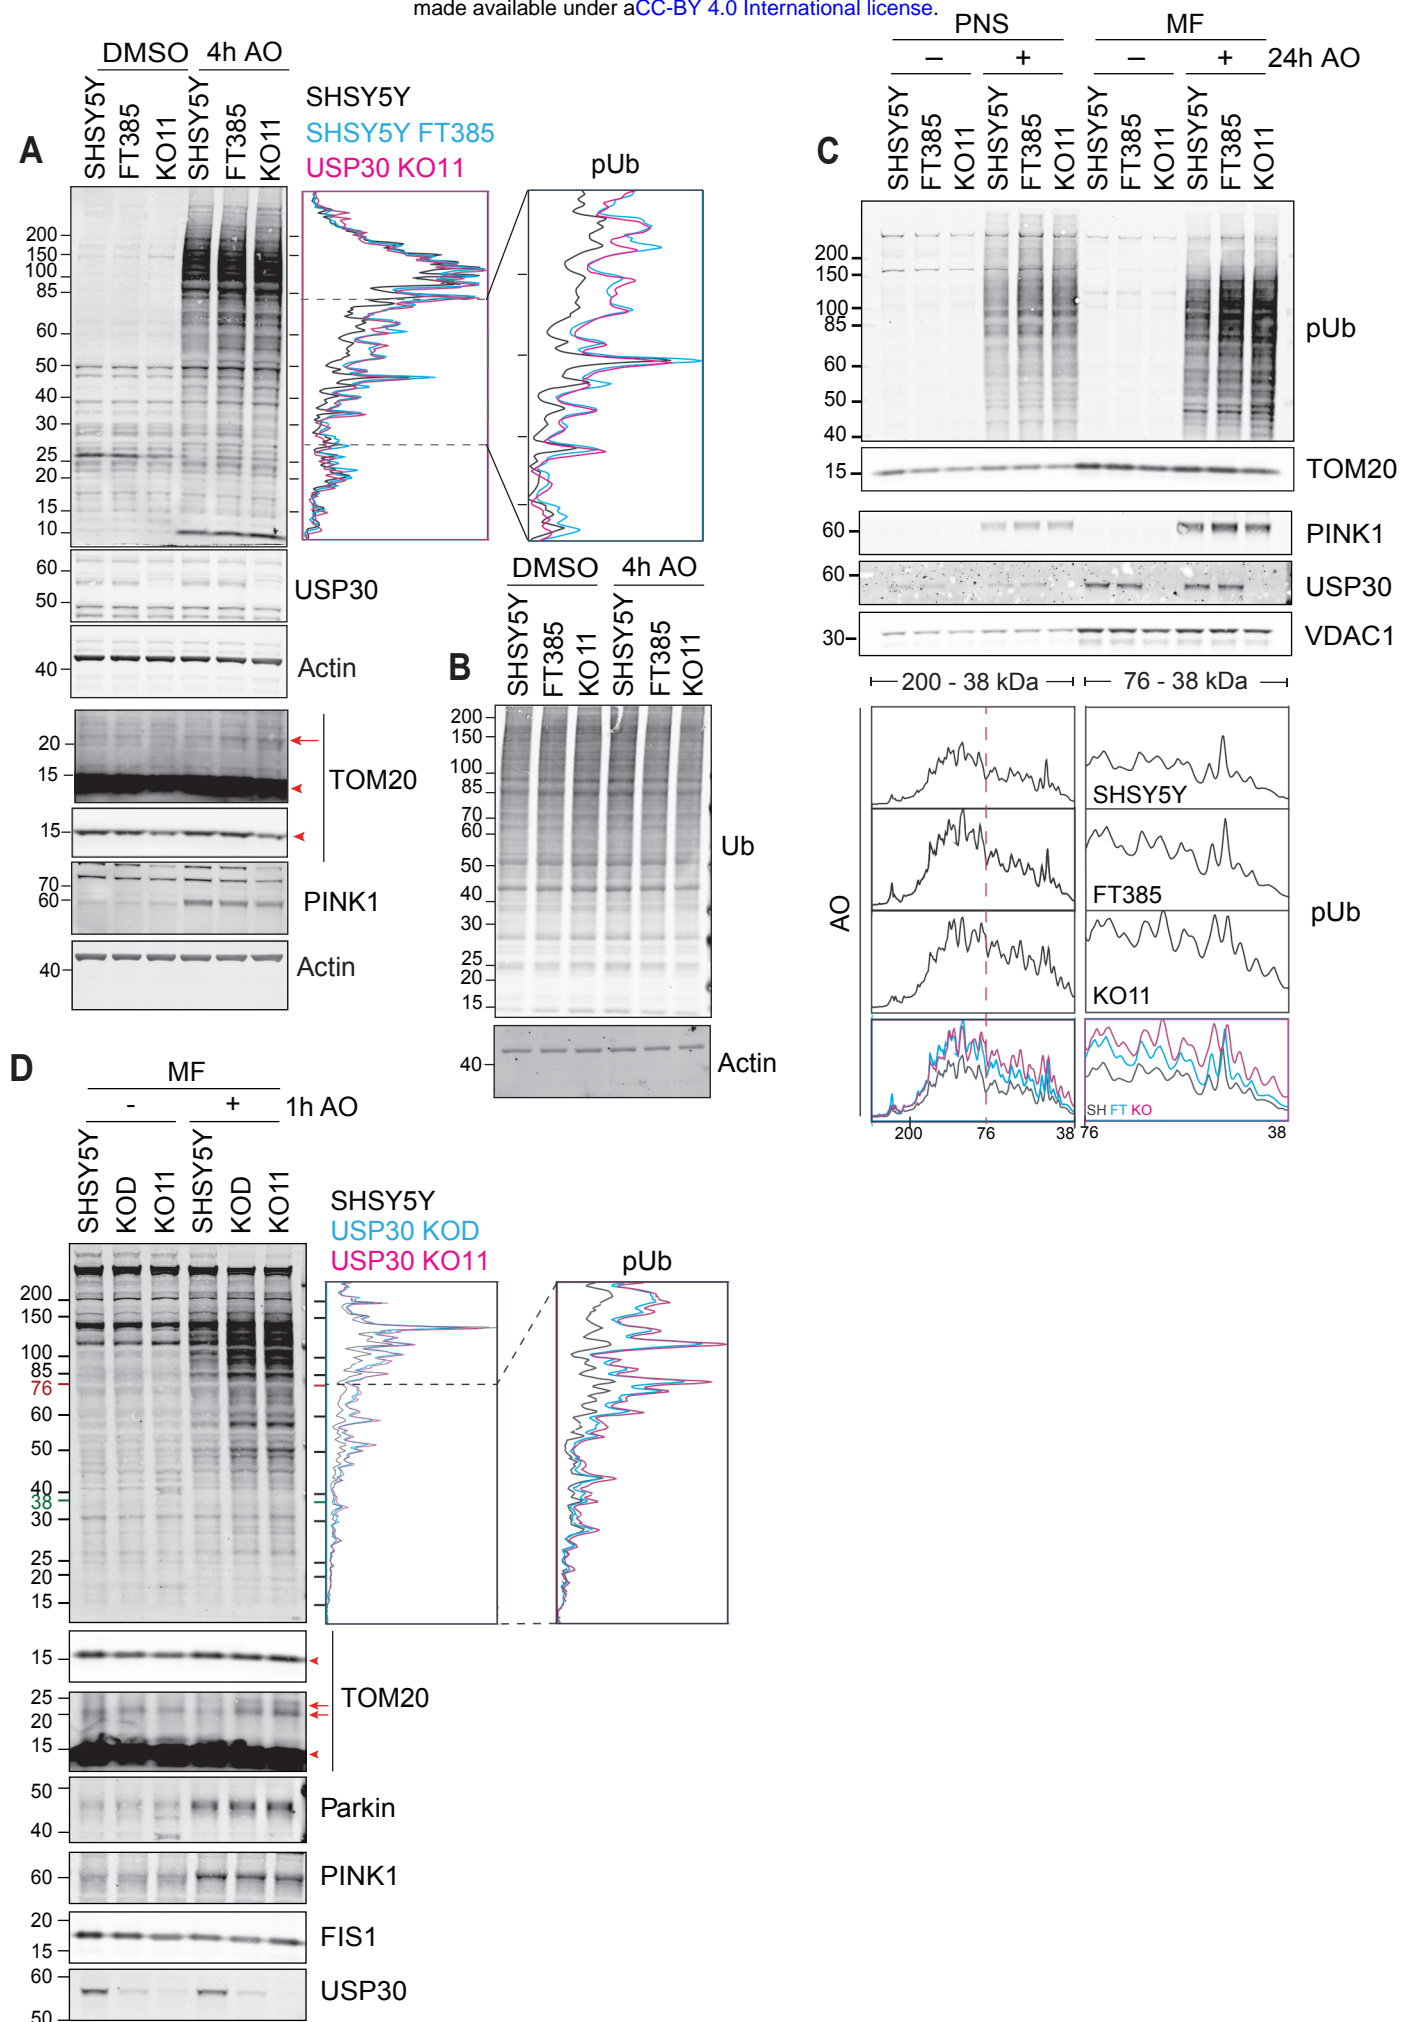 made available under aCC-BY 4.0 International license.
A
DMSO 4h AO
SHSY5Y FT385 KO11 SHSY5Y FT385 KO11
200
150
100
85
60
50
40
30
25
20
15
10
SHSY5Y
SHSY5Y FT385
USP30 KO11
pUb
60
50
USP30
40
Actin
20
15
TOM20
15
70
60
PINK1
40
Actin
B
DMSO 4h AO
SHSY5Y FT385 KO11 SHSY5Y FT385 KO11
200
150
100
85
70
60
50
40
30
25
20
15
Ub
40
Actin
C
PNS MF
– + – + 24h AO
SHSY5Y FT385 KO11 SHSY5Y FT385 KO11 SHSY5Y FT385 KO11 SHSY5Y FT385 KO11
200
150
100
85
60
50
40
pUb
15
TOM20
60
PINK1
60
USP30
30
VDAC1
200 - 38 kDa 76 - 38 kDa
AO
SHSY5Y
FT385
KO11
SH FT KO
pUb
200 76 38 76 38
D
MF
- + 1h AO
SHSY5Y KOD KO11 SHSY5Y KOD KO11
200
150
100
85
76
60
50
40
38
30
25
20
15
SHSY5Y
USP30 KOD
USP30 KO11
pUb
15
25
20
15
TOM20
50
40
Parkin
60
PINK1
20
15
FIS1
60
50
USP30